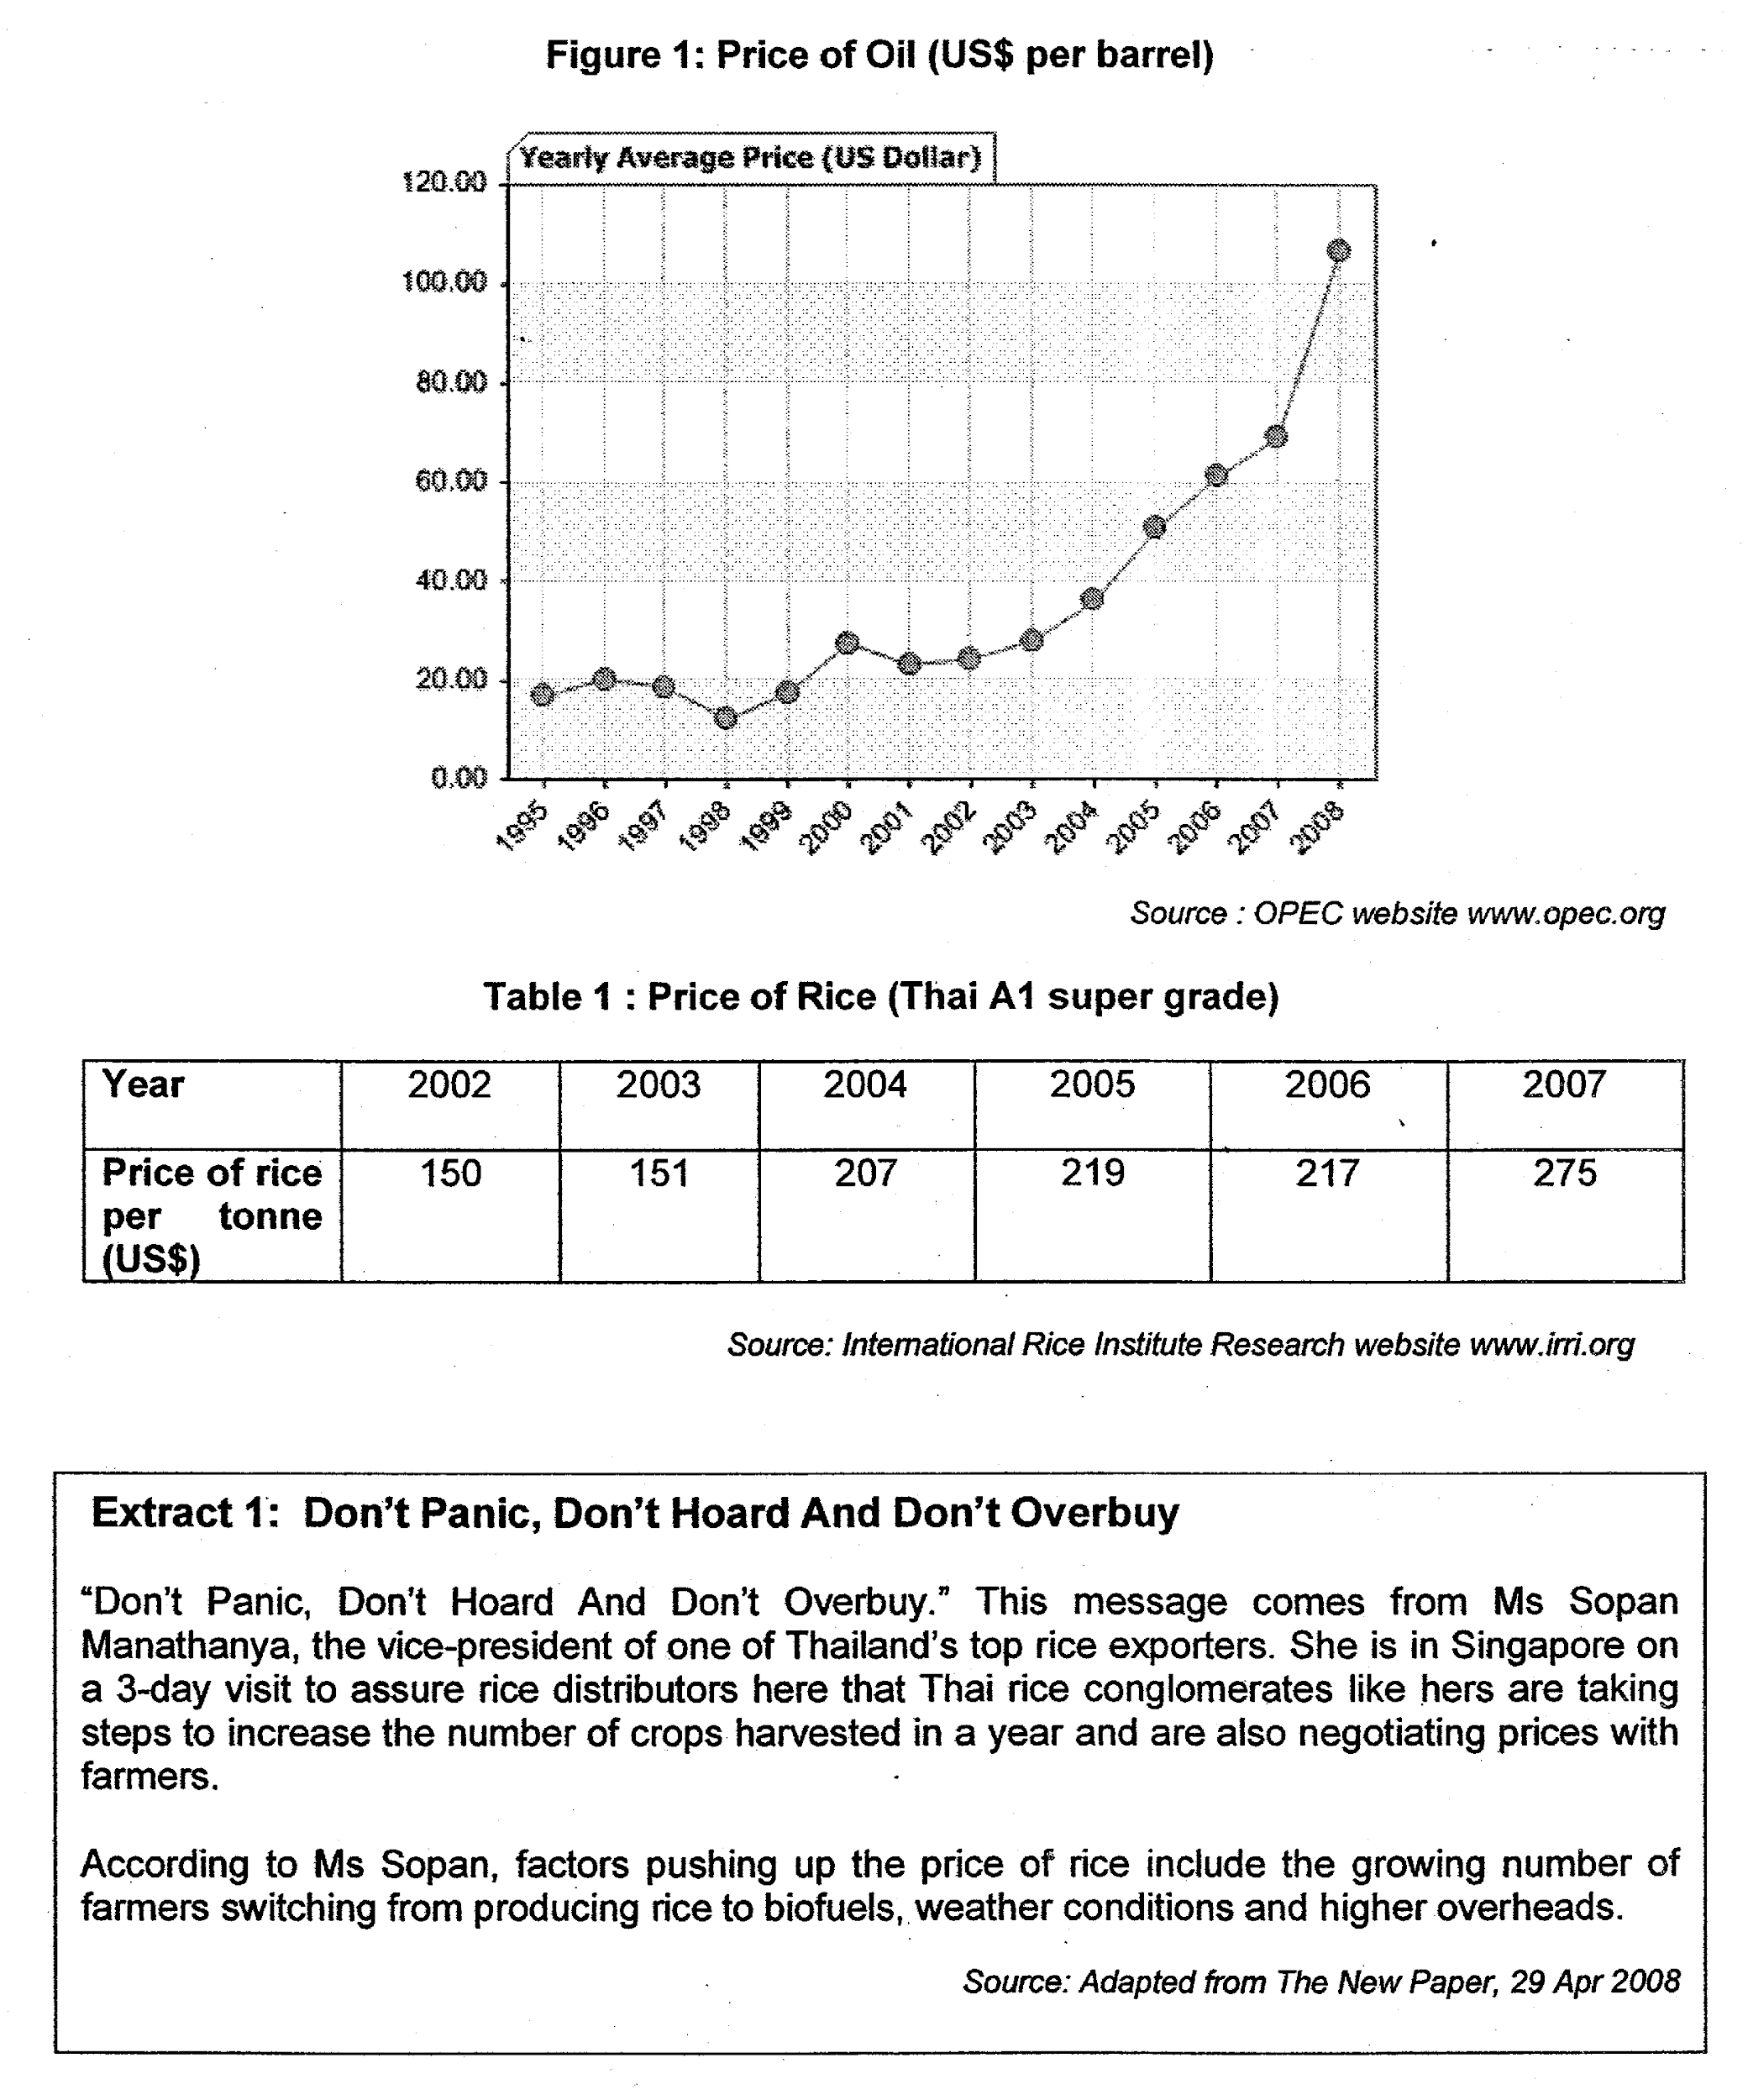 Figure 1: Price of Oil (US$ per barrel)
Yearly Average Price (US Dollar)
120.00
100.00
80.00
60.00
40.00
20.00
0.00
1995 1996 1997 1998 1999 2000 2001 2002 2003 2004 2005 2006 2007 2008
Source : OPEC website www.opec.org
Table 1 : Price of Rice (Thai A1 super grade)
Year 2002 2003 2004 2005 2006 2007
Price of rice 150 151 207 219 217 275
per tonne
(US$)
Source: International Rice Institute Research website www.irri.org
Extract 1: Don't Panic, Don't Hoard And Don't Overbuy
“Don't Panic, Don't Hoard And Don't Overbuy.” This message comes from Ms Sopan
Manathanya, the vice-president of one of Thailand's top rice exporters. She is in Singapore on
a 3-day visit to assure rice distributors here that Thai rice conglomerates like hers are taking
steps to increase the number of crops harvested in a year and are also negotiating prices with
farmers.
According to Ms Sopan, factors pushing up the price of rice include the growing number of
farmers switching from producing rice to biofuels, weather conditions and higher overheads.
Source: Adapted from The New Paper, 29 Apr 2008